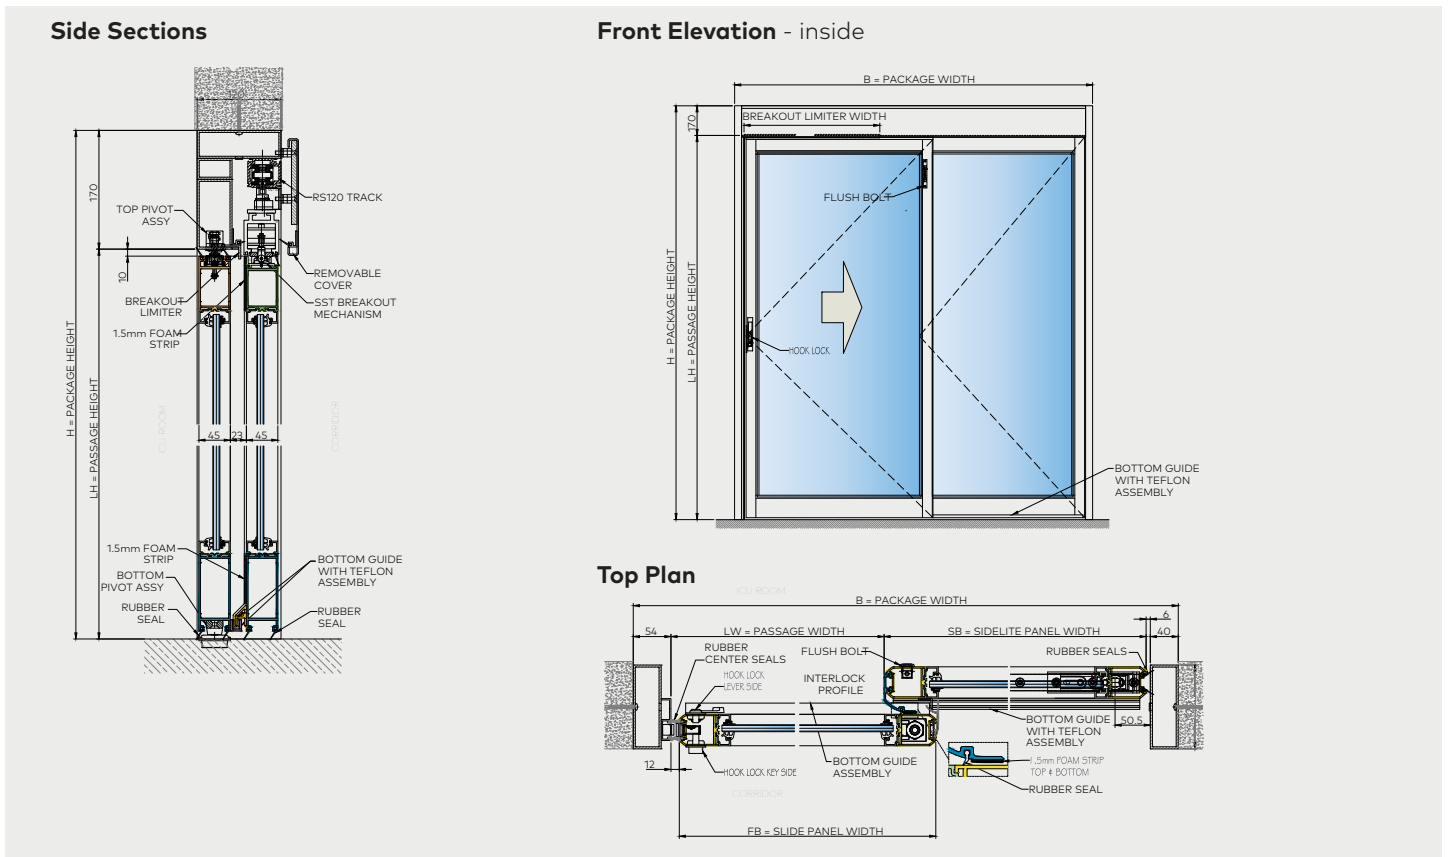 Side Sections
120
170
RS120 TRACK
TOP PIVOT
ASSY
10
REMOVABLE
COVER
BREAKOUT
LIMITER
SST BREAKOUT
MECHANISM
1.5mm FOAM
STRIP
H = PACKAGE HEIGHT
LH = PASSAGE HEIGHT
ICU ROOM
45
23
45
CORRIDOR
1.5mm FOAM
STRIP
BOTTOM
PIVOT ASSY
RUBBER
SEAL
BOTTOM GUIDE
WITH TEFLON
ASSEMBLY
RUBBER
SEAL
Front Elevation - inside
B = PACKAGE WIDTH
170
BREAKOUT LIMITER WIDTH
FLUSH BOLT
H = PACKAGE HEIGHT
LH = PASSAGE HEIGHT
HOOK LOCK
BOTTOM GUIDE
WITH TEFLON
ASSEMBLY
Top Plan
ICU ROOM
B = PACKAGE WIDTH
6
54
LW = PASSAGE WIDTH
SB = SIDELITE PANEL WIDTH
40
RUBBER
CENTER SEALS
FLUSH BOLT
RUBBER SEALS
HOOK LOCK
LEVER SIDE
INTERLOCK
PROFILE
BOTTOM GUIDE
WITH TEFLON
ASSEMBLY
50.5
12
HOOK LOCK KEY SIDE
BOTTOM GUIDE
ASSEMBLY
1.5mm FOAM STRIP
TOP & BOTTOM
RUBBER SEAL
CORRIDOR
FB = SLIDE PANEL WIDTH